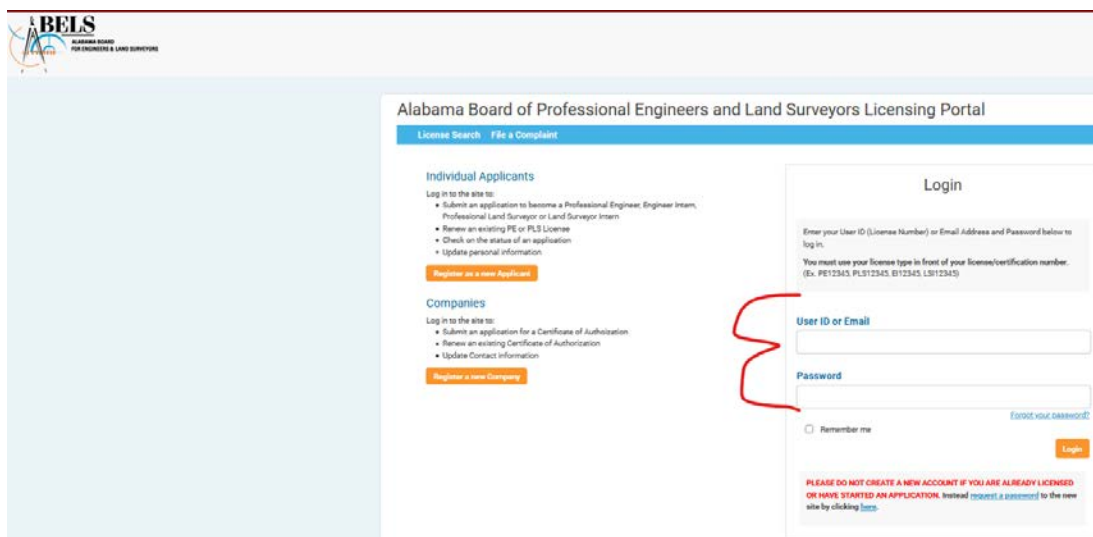 BELS
ALABAMA BOARD
FOR ENGINEERS & LAND SURVEYORS
Alabama Board of Professional Engineers and Land Surveyors Licensing Portal
License Search File a Complaint
Individual Applicants
Log in to the site to:
• Submit an application to become a Professional Engineer, Engineer Intern,
Professional Land Surveyor or Land Surveyor Intern
• Renew an existing PE or PLS License
• Check on the status of an application
• Update personal information
Register as a new Applicant
Companies
Log in to the site to:
• Submit an application for a Certificate of Authoization
• Renew an existing Certificate of Authorization
• Update Contact information
Register a new Company
Login
Enter your User ID (License Number) or Email Address and Password below to
log in.
You must use your license type in front of your license/certification number.
(Ex. PE12345, PLS12345, EI12345, LSI12345)
User ID or Email
Password
Forgot your password?
Remember me
Login
PLEASE DO NOT CREATE A NEW ACCOUNT IF YOU ARE ALREADY LICENSED
OR HAVE STARTED AN APPLICATION. Instead request a password to the new
site by clicking here.